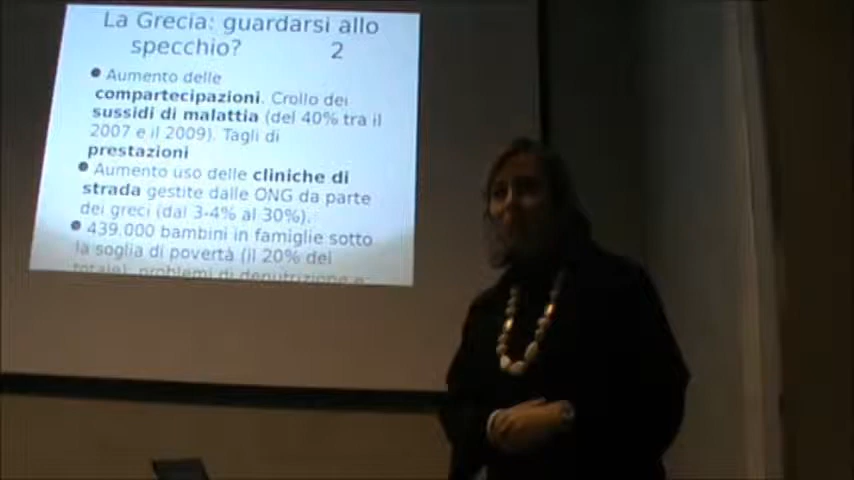 La Grecia: guardarsi allo
specchio? 2
● Aumento delle
compartecipazioni. Crollo dei
sussidi di malattia (del 40% tra il
2007 e il 2009). Tagli di
prestazioni
● Aumento uso delle cliniche di
strada gestite dalle ONG da parte
dei greci (dal 3-4% al 30%).
● 439.000 bambini in famiglie sotto
la soglia di povertà (il 20% del
totale), problemi di denutrizione e